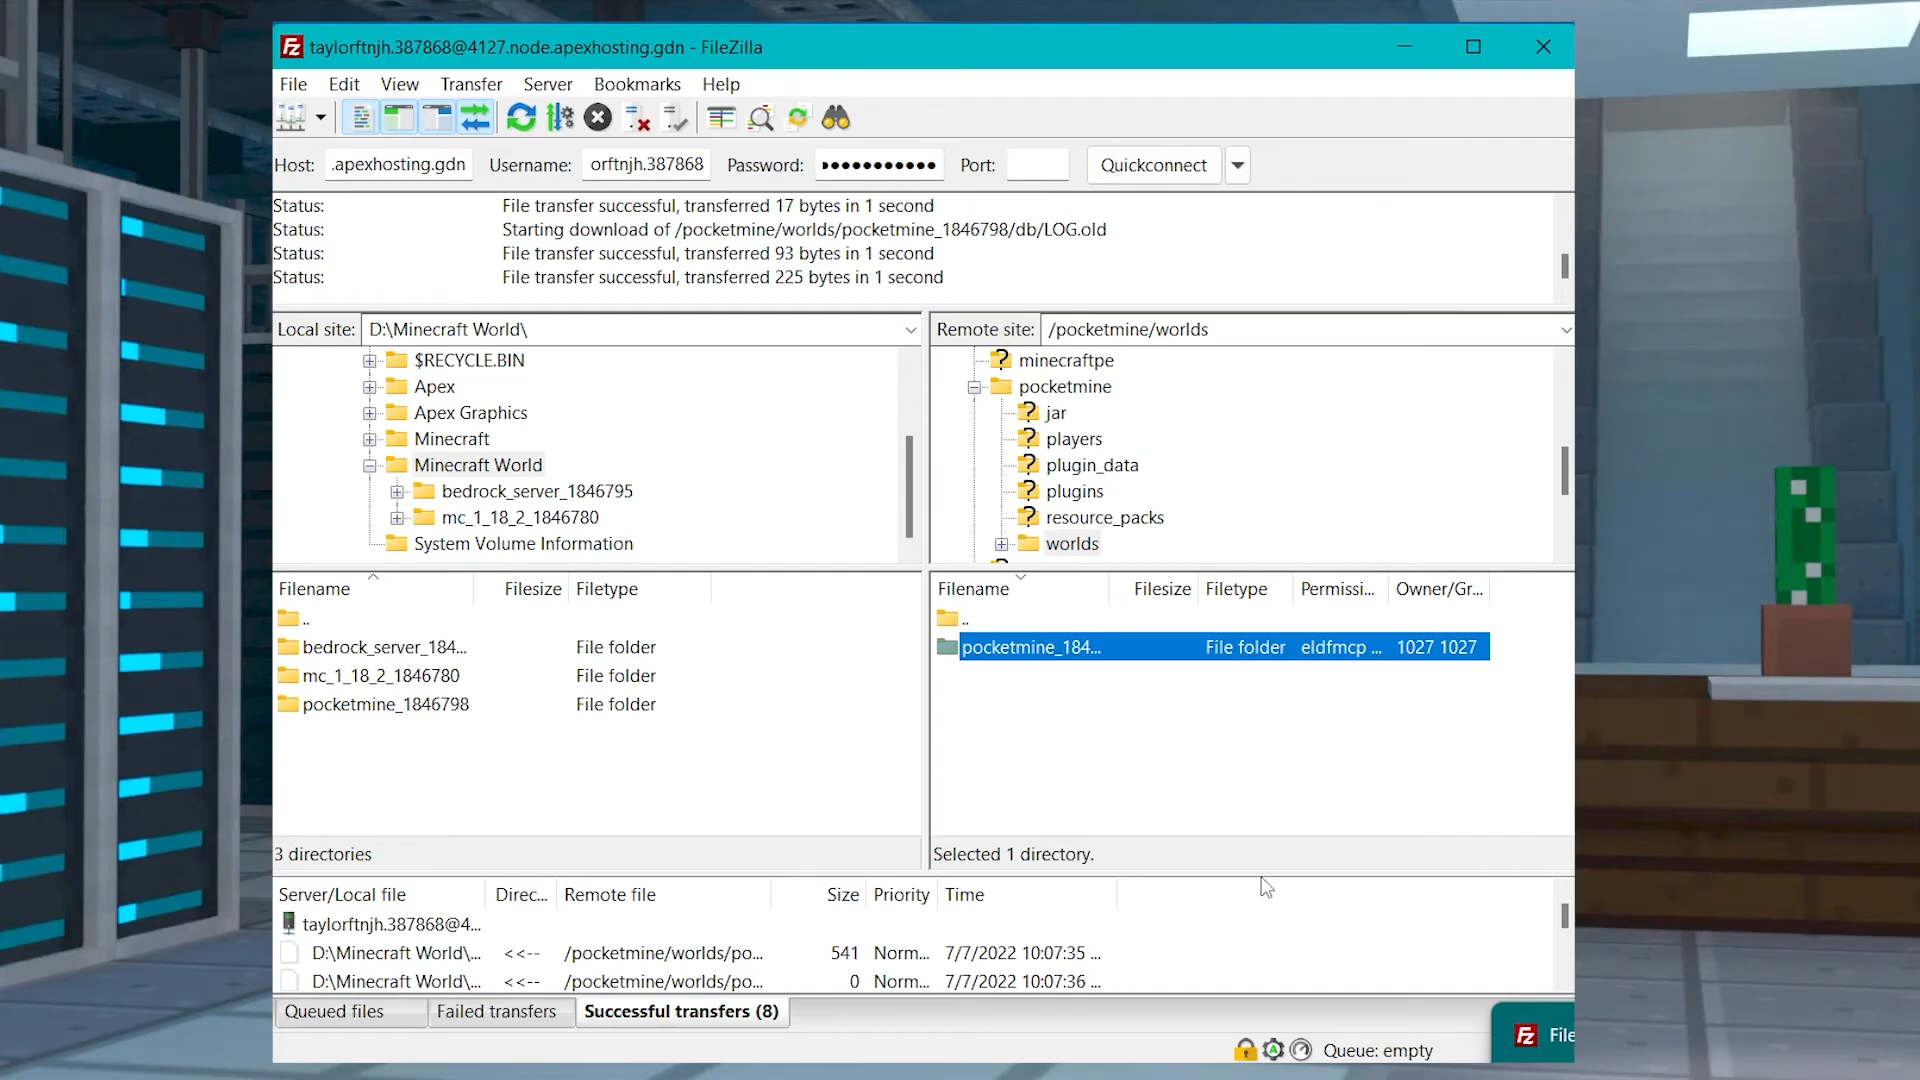 taylorftnjh.387868@4127.node.apexhosting.gdn - FileZilla
File Edit View Transfer Server Bookmarks Help
Host: .apexhosting.gdn Username: orftnjh.387868 Password: ●●●●●●●●●●● Port: Quickconnect
Status: File transfer successful, transferred 17 bytes in 1 second
Status: Starting download of /pocketmine/worlds/pocketmine_1846798/db/LOG.old
Status: File transfer successful, transferred 93 bytes in 1 second
Status: File transfer successful, transferred 225 bytes in 1 second
Local site: D:\Minecraft World\
$RECYCLE.BIN
Apex
Apex Graphics
Minecraft
Minecraft World
bedrock_server_1846795
mc_1_18_2_1846780
System Volume Information
Remote site: /pocketmine/worlds
minecraftpe
pocketmine
jar
players
plugin_data
plugins
resource_packs
worlds
Filename Filesize Filetype
..
bedrock_server_184... File folder
mc_1_18_2_1846780 File folder
pocketmine_1846798 File folder
3 directories
Filename Filesize Filetype Permissi... Owner/Gr...
..
pocketmine_184... File folder eldfmcp ... 1027 1027
Selected 1 directory.
Server/Local file Direc... Remote file Size Priority Time
taylorftnjh.387868@4...
D:\Minecraft World\... <<-- /pocketmine/worlds/po... 541 Norm... 7/7/2022 10:07:35 ...
D:\Minecraft World\... <<-- /pocketmine/worlds/po... 0 Norm... 7/7/2022 10:07:36 ...
Queued files Failed transfers Successful transfers (8)
Queue: empty
File